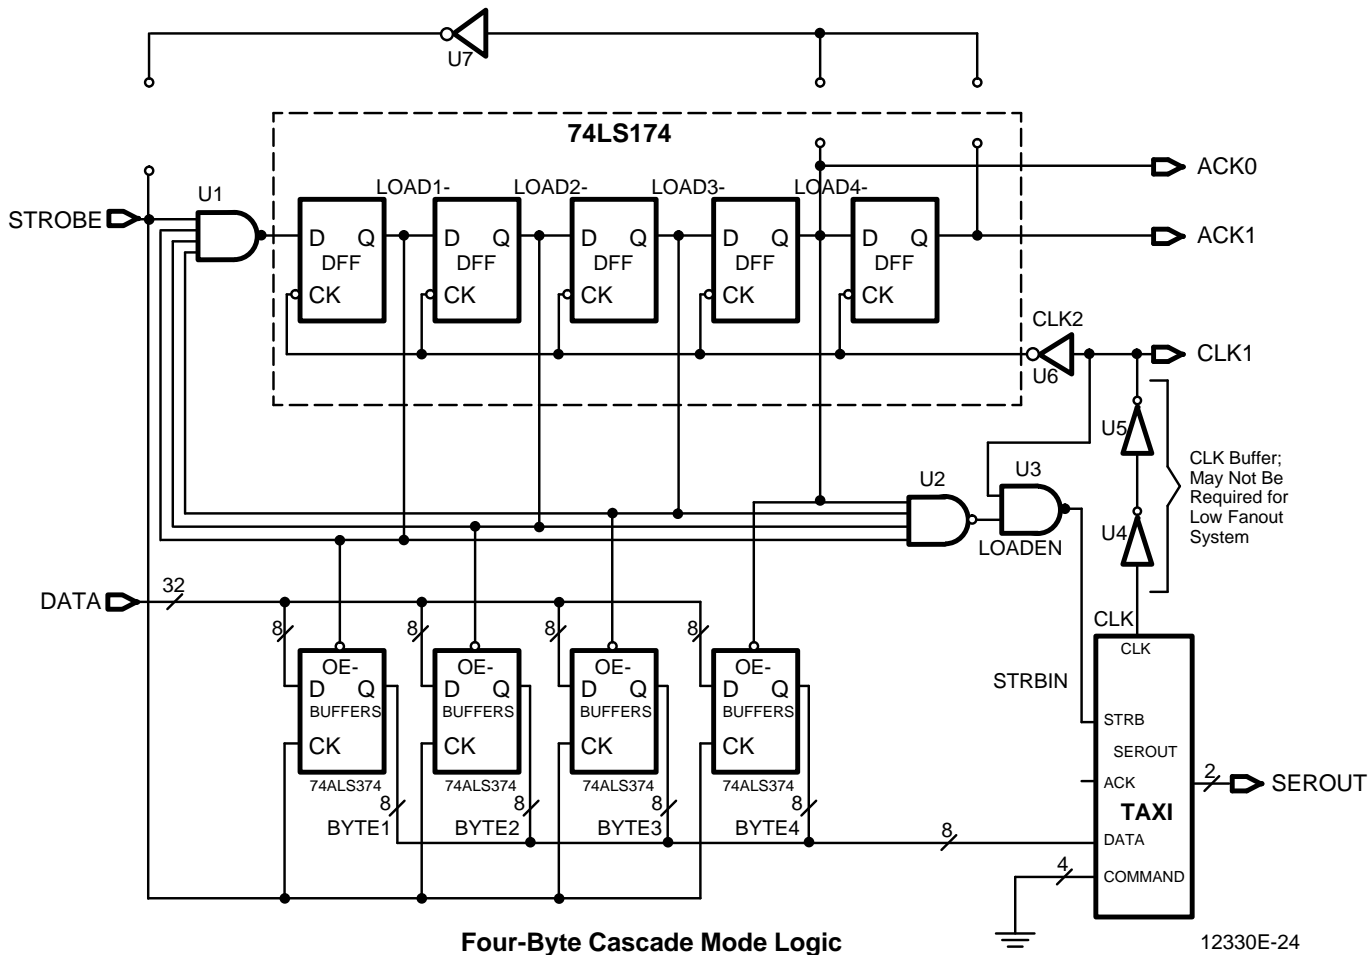 U7
74LS174
ACK0
U1
LOAD1-
LOAD2-
LOAD3-
LOAD4-
STROBE
D Q
DFF
CK
D Q
DFF
CK
D Q
DFF
CK
D Q
DFF
CK
D Q
DFF
CK
ACK1
CLK2
U6
CLK1
U5
U2
U3
CLK Buffer;
May Not Be
Required for
Low Fanout
System
U4
LOADEN
DATA
32
8
8
8
8
CLK
OE-
D Q
BUFFERS
CK
74ALS374
OE-
D Q
BUFFERS
CK
74ALS374
OE-
D Q
BUFFERS
CK
74ALS374
OE-
D Q
BUFFERS
CK
74ALS374
8
8
8
8
BYTE1
BYTE2
BYTE3
BYTE4
STRBIN
CLK
STRB
SEROUT
ACK
TAXI
DATA
COMMAND
2
SEROUT
8
4
Four-Byte Cascade Mode Logic
12330E-24